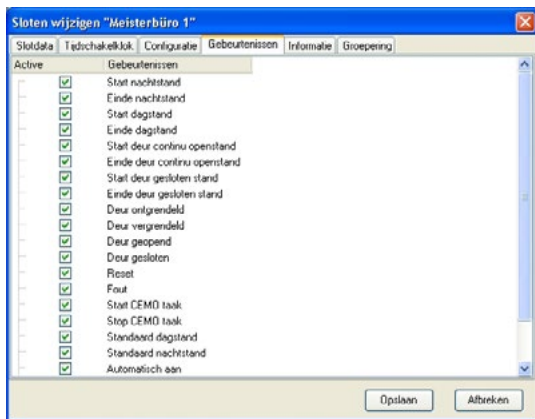 Sloten wijzigen "Meisterbüro 1"
Slotdata Tijdschakelklok Configuratie Gebeurtenissen Informatie Groepering
Active Gebeurtenissen
Start nachtstand
Einde nachtstand
Start dagstand
Einde dagstand
Start deur continu openstand
Einde deur continu openstand
Start deur gesloten stand
Einde deur gesloten stand
Deur ontgrendeld
Deur vergrendeld
Deur geopend
Deur gesloten
Reset
Fout
Start CEMO taak
Stop CEMO taak
Standaard dagstand
Standaard nachtstand
Automatisch aan
Opslaan Afbreken